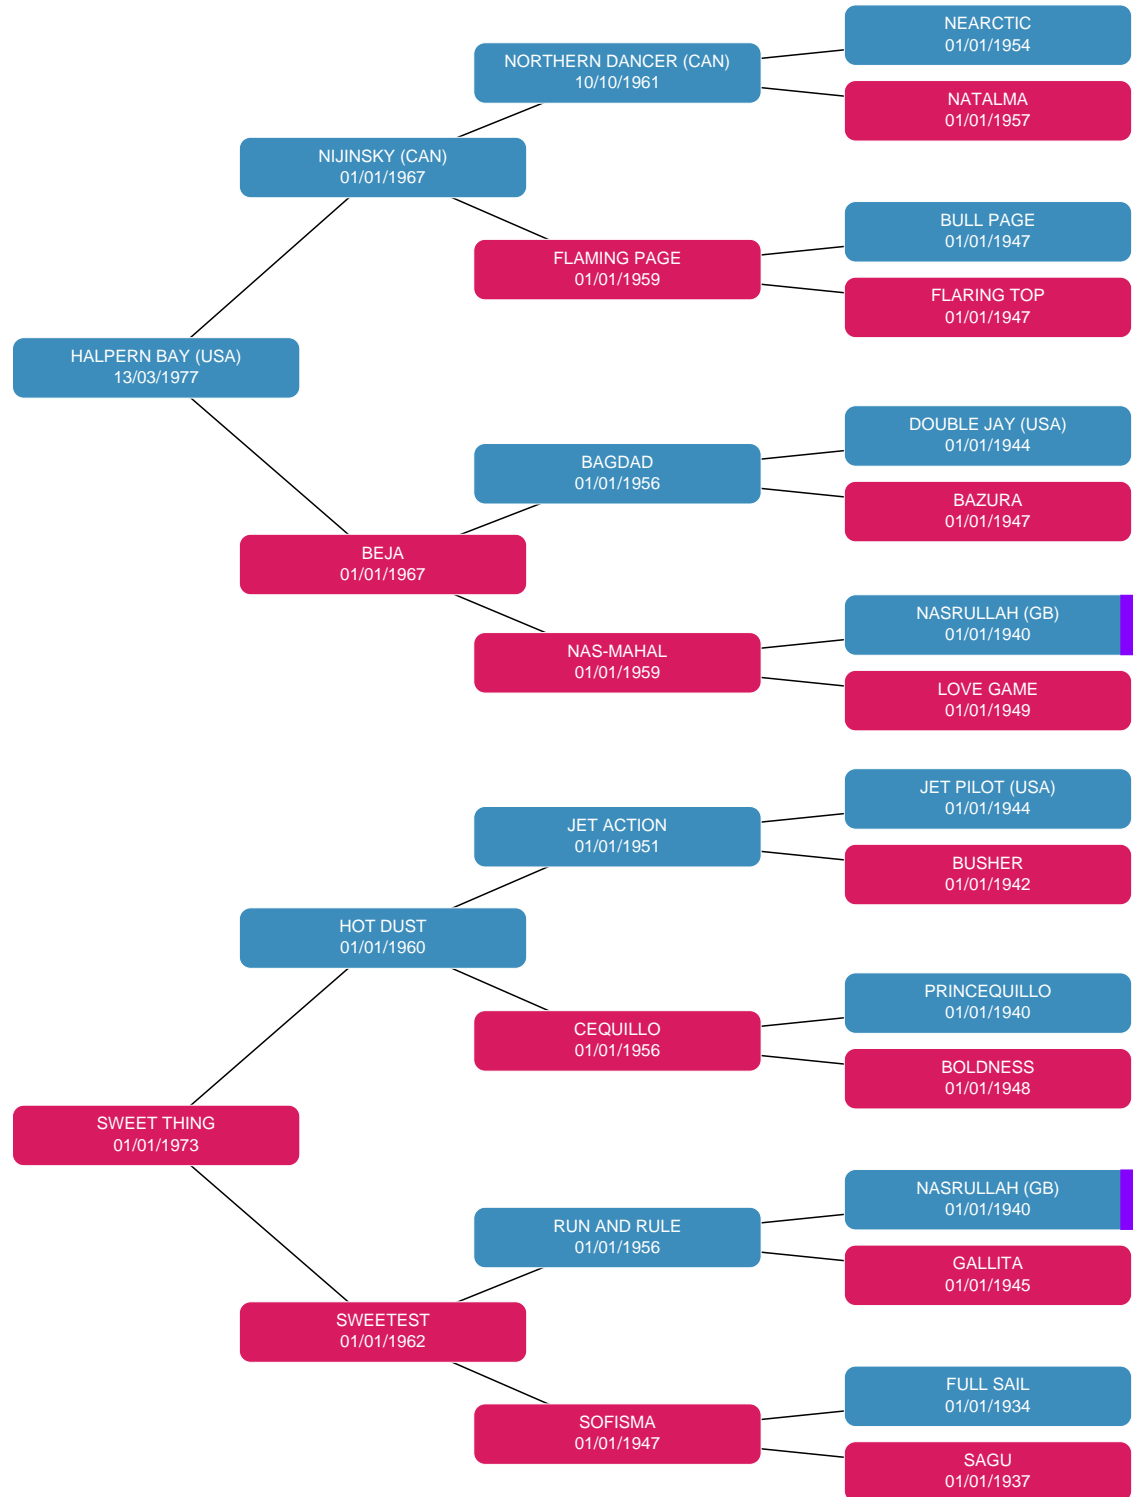 NEARCTIC
01/01/1954
NORTHERN DANCER (CAN)
10/10/1961
NATALMA
01/01/1957
NIJINSKY (CAN)
01/01/1967
BULL PAGE
01/01/1947
FLAMING PAGE
01/01/1959
FLARING TOP
01/01/1947
HALPERN BAY (USA)
13/03/1977
DOUBLE JAY (USA)
01/01/1944
BAGDAD
01/01/1956
BAZURA
01/01/1947
BEJA
01/01/1967
NASRULLAH (GB)
01/01/1940
NAS-MAHAL
01/01/1959
LOVE GAME
01/01/1949
JET PILOT (USA)
01/01/1944
JET ACTION
01/01/1951
BUSHER
01/01/1942
HOT DUST
01/01/1960
PRINCEQUILLO
01/01/1940
CEQUILLO
01/01/1956
BOLDNESS
01/01/1948
SWEET THING
01/01/1973
NASRULLAH (GB)
01/01/1940
RUN AND RULE
01/01/1956
GALLITA
01/01/1945
SWEETEST
01/01/1962
FULL SAIL
01/01/1934
SOFISMA
01/01/1947
SAGU
01/01/1937